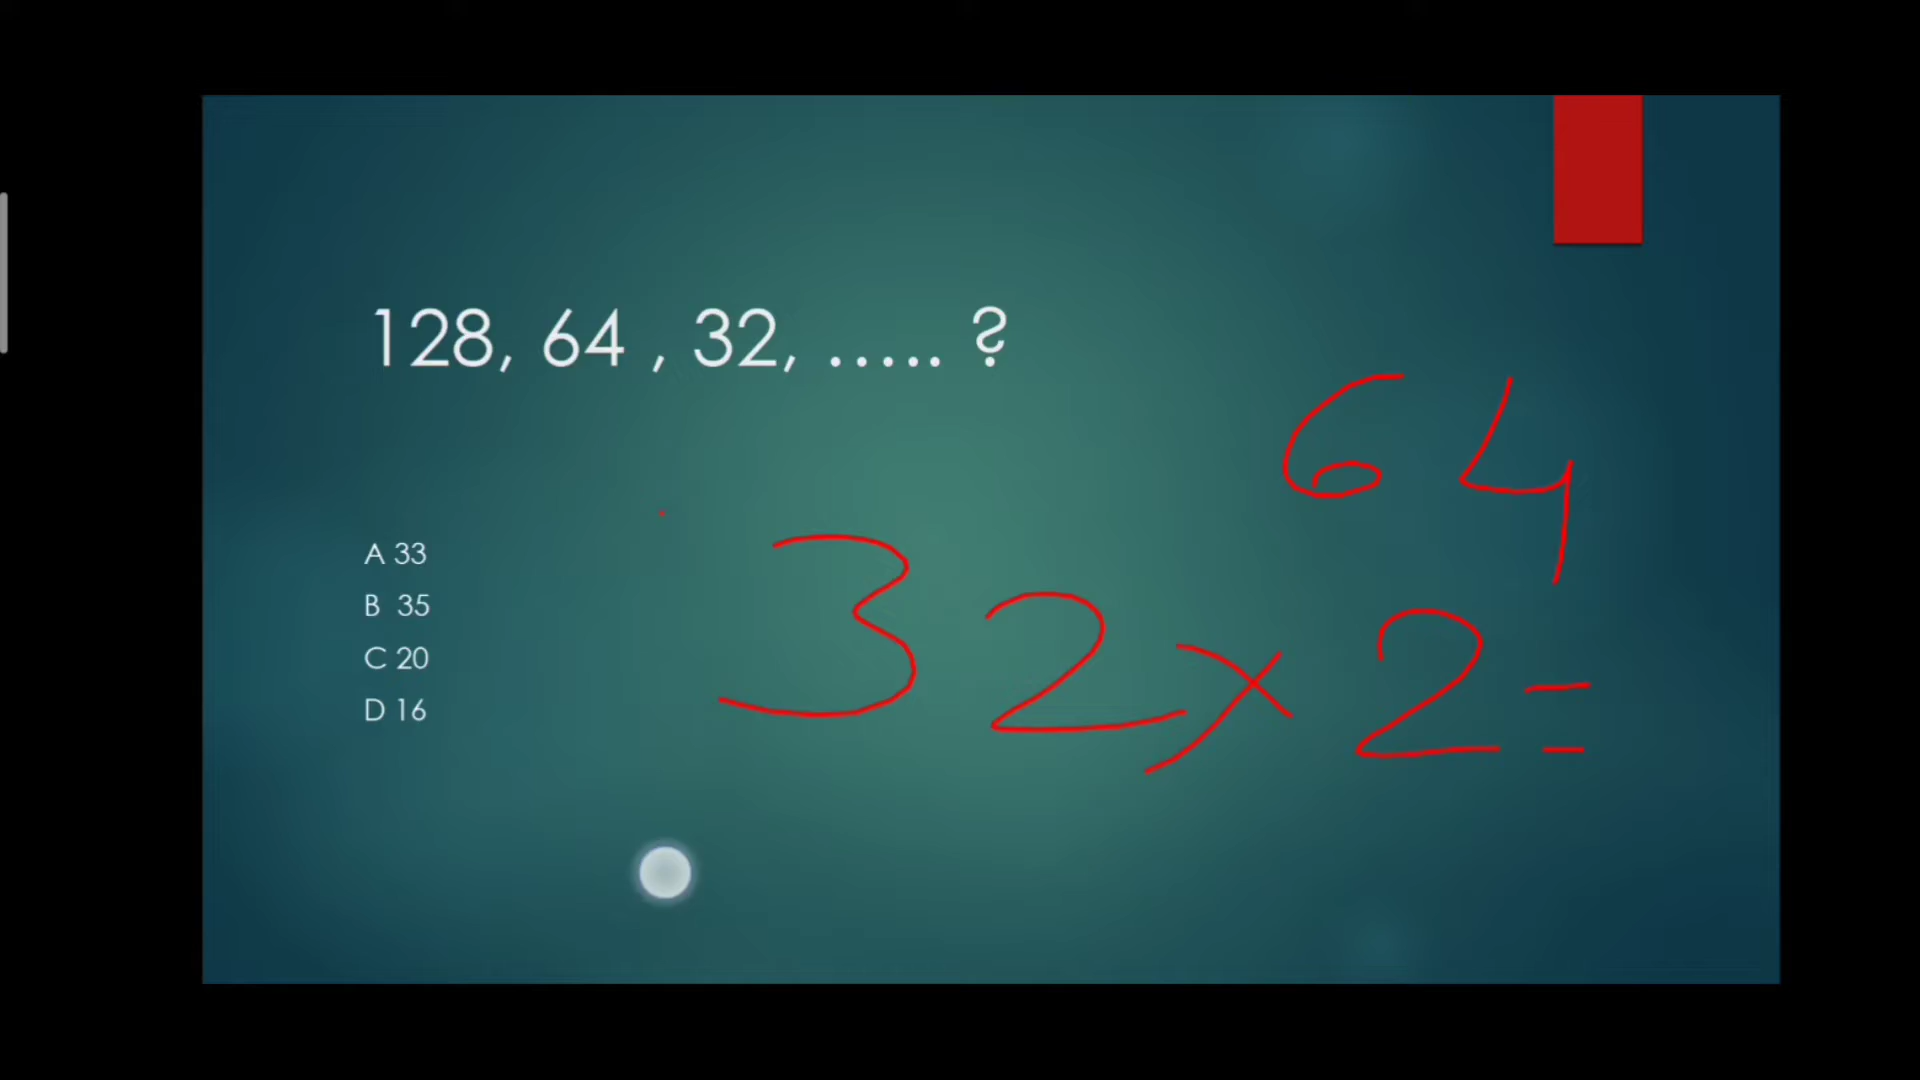 128, 64 , 32, ..... ?
A 33
B 35
C 20
D 16
64
32x2=